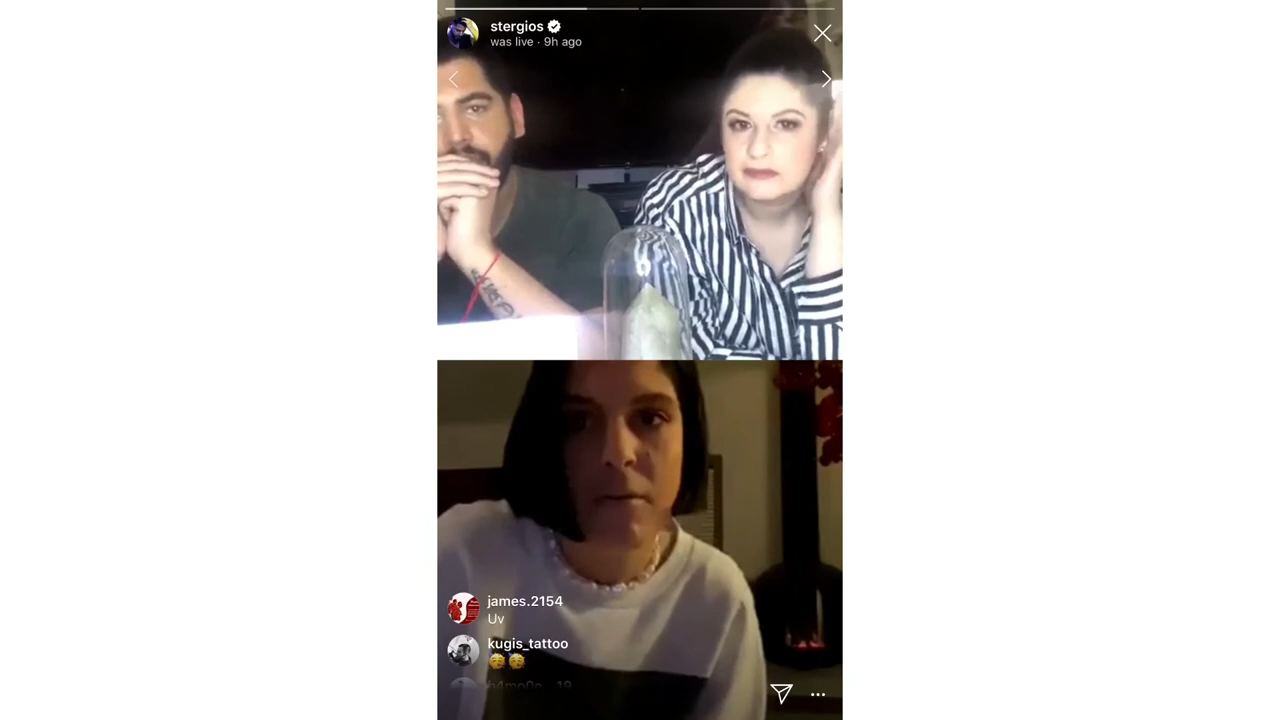 stergios
was live · 9h ago
james.2154
Uv
kugis_tattoo
🥳🥳